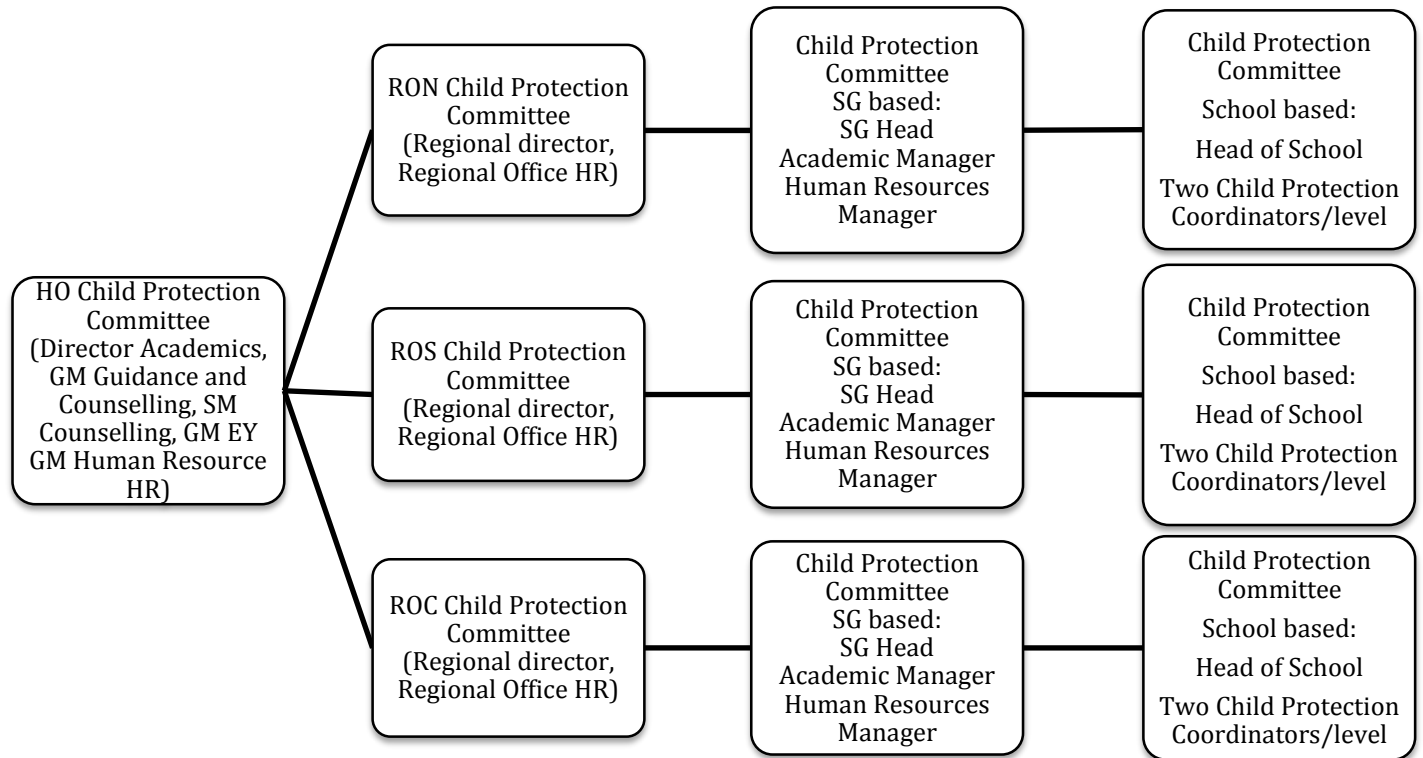 HO Child Protection
Committee
(Director Academics,
GM Guidance and
Counselling, SM
Counselling, GM EY
GM Human Resource
HR)
RON Child Protection
Committee
(Regional director,
Regional Office HR)
Child Protection
Committee
SG based:
SG Head
Academic Manager
Human Resources
Manager
Child Protection
Committee
School based:
Head of School
Two Child Protection
Coordinators/level
ROS Child Protection
Committee
(Regional director,
Regional Office HR)
Child Protection
Committee
SG based:
SG Head
Academic Manager
Human Resources
Manager
Child Protection
Committee
School based:
Head of School
Two Child Protection
Coordinators/level
ROC Child Protection
Committee
(Regional director,
Regional Office HR)
Child Protection
Committee
SG based:
SG Head
Academic Manager
Human Resources
Manager
Child Protection
Committee
School based:
Head of School
Two Child Protection
Coordinators/level